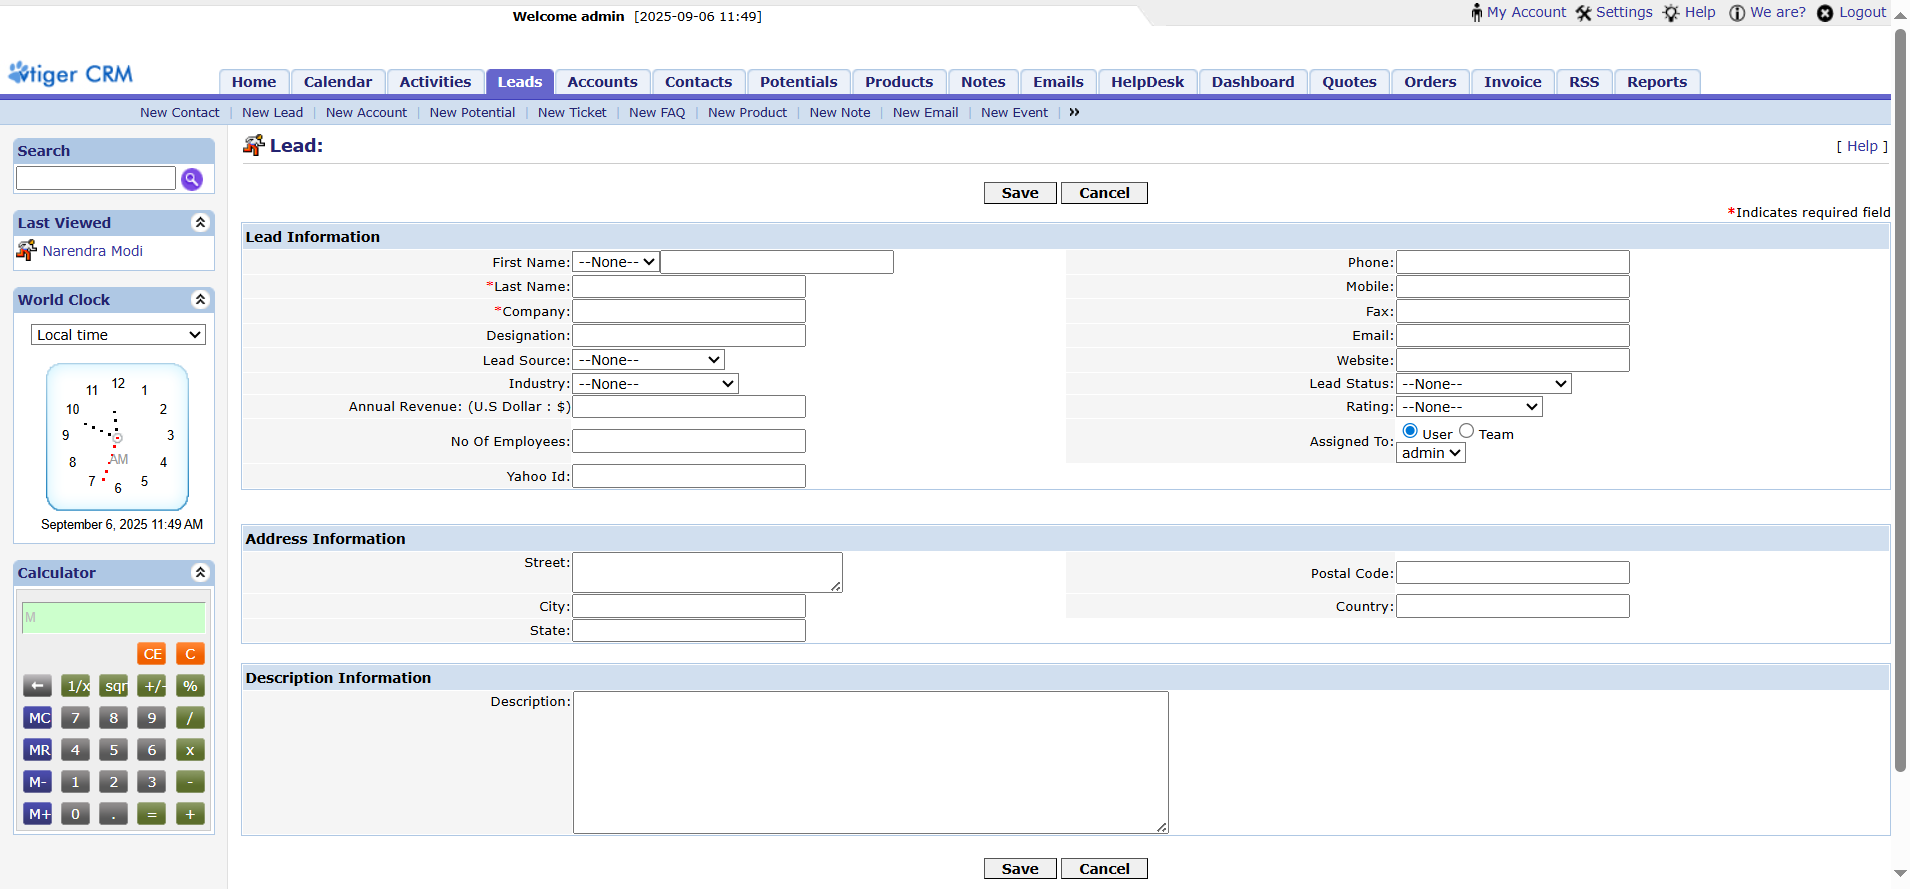 Welcome admin [2025-09-06 11:49]
My Account Settings Help We are? Logout
vtiger CRM
Home Calendar Activities Leads Accounts Contacts Potentials Products Notes Emails HelpDesk Dashboard Quotes Orders Invoice RSS Reports
New Contact | New Lead | New Account | New Potential | New Ticket | New FAQ | New Product | New Note | New Email | New Event | »
Search
Last Viewed
Narendra Modi
World Clock
Local time
12
11 1
10 2
9 3
AM
8 4
7 5
6
September 6, 2025 11:49 AM
Calculator
M
CE C
← 1/x sqr +/- %
MC 7 8 9 /
MR 4 5 6 x
M- 1 2 3 -
M+ 0 . = +
Lead:
[ Help ]
Save Cancel
*Indicates required field
Lead Information
First Name: --None-- Phone:
*Last Name: Mobile:
*Company: Fax:
Designation: Email:
Lead Source: --None-- Website:
Industry: --None-- Lead Status: --None--
Annual Revenue: (U.S Dollar : $) Rating: --None--
No Of Employees: Assigned To: User Team
admin
Yahoo Id:
Address Information
Street: Postal Code:
City: Country:
State:
Description Information
Description:
Save Cancel